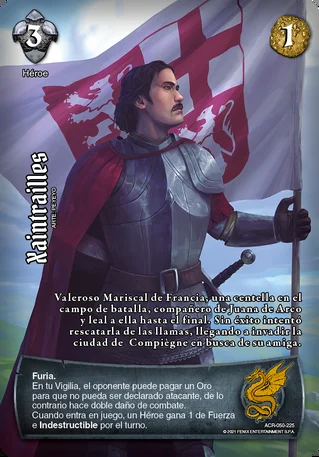 3
1
Héroe
Xaintrailles
ARTE: PEYEYO
Valeroso Mariscal de Francia, una centella en el
campo de batalla, compañero de Juana de Arco
y leal a ella hasta el final. Sin éxito intentó
rescatarla de las llamas, llegando a invadir la
ciudad de Compiègne en busca de su amiga.
Furia.
En tu Vigilia, el oponente puede pagar un Oro
para que no pueda ser declarado atacante, de lo
contrario hace doble daño de combate.
Cuando entra en juego, un Héroe gana 1 de Fuerza
e Indestructible por el turno.
ACR-050-225
© 2021 FENIX ENTERTAINMENT S.P.A.